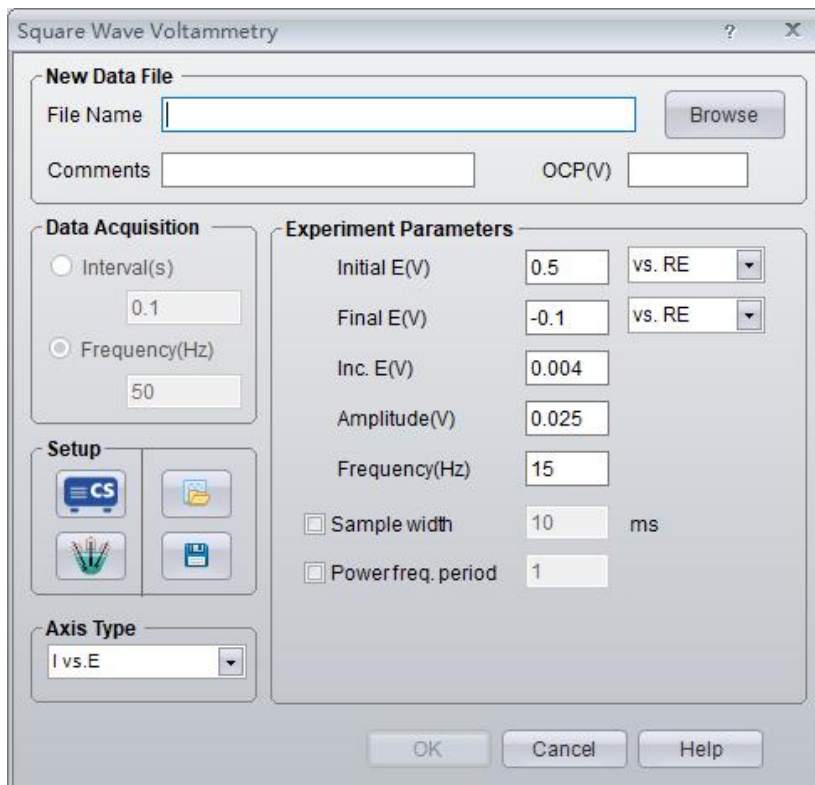 Square Wave Voltammetry ? X
New Data File
File Name Browse
Comments OCP(V)
Data Acquisition
Interval(s)
0.1
Frequency(Hz)
50
Setup
CS
Axis Type
I vs.E
Experiment Parameters
Initial E(V) 0.5 vs. RE
Final E(V) -0.1 vs. RE
Inc. E(V) 0.004
Amplitude(V) 0.025
Frequency(Hz) 15
Sample width 10 ms
Power freq. period 1
OK Cancel Help